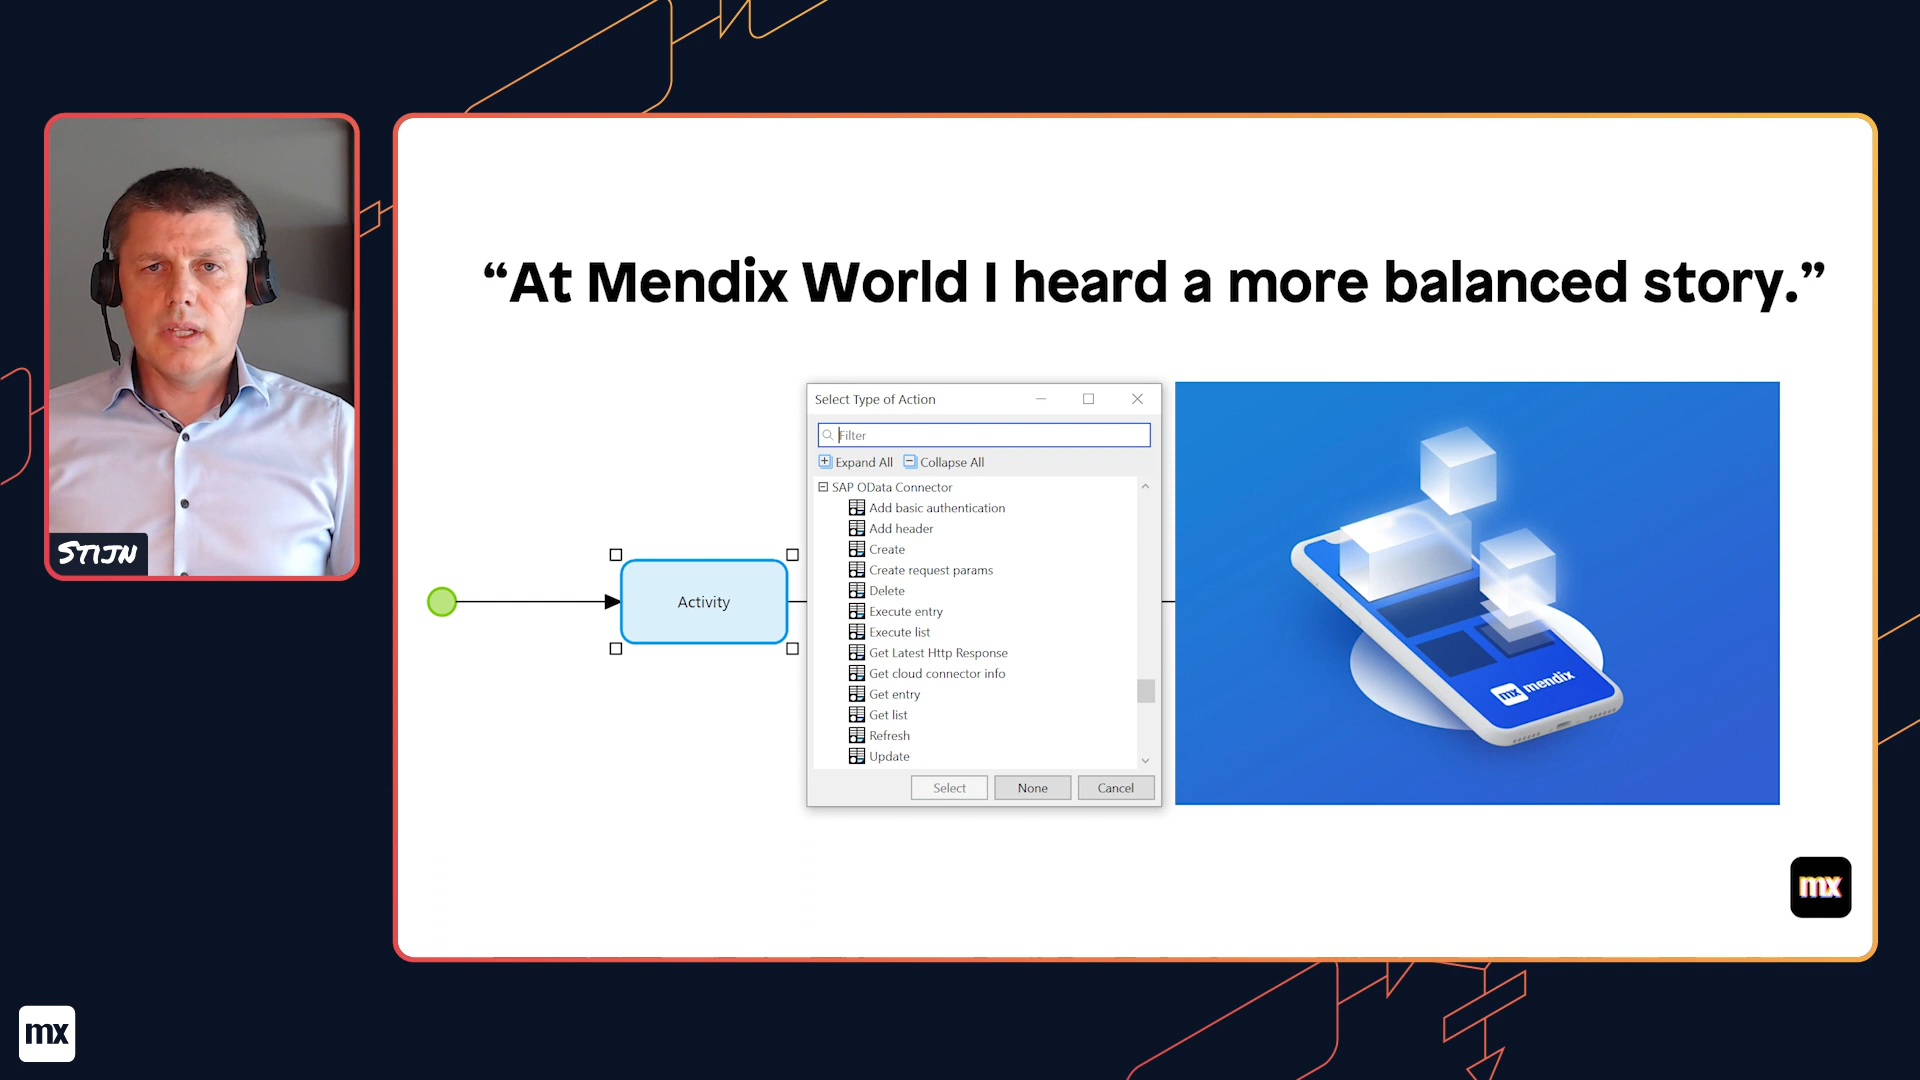 “At Mendix World I heard a more balanced story.”
STIJN
Activity
Select Type of Action
Filter
Expand All Collapse All
SAP OData Connector
Add basic authentication
Add header
Create
Create request params
Delete
Execute entry
Execute list
Get Latest Http Response
Get cloud connector info
Get entry
Get list
Refresh
Update
Select None Cancel
mx mendix
mx
mx